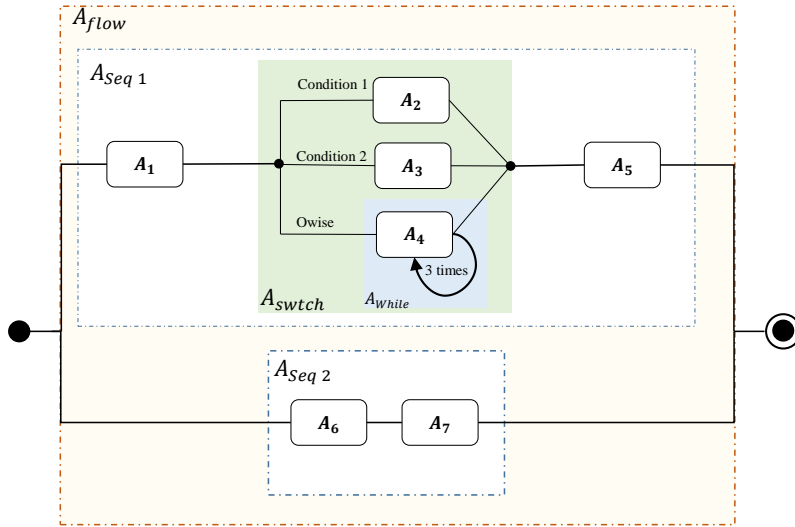 A_flow
A_Seq 1
Condition 1
A_2
A_1
Condition 2
A_3
A_5
Owise
A_4
3 times
A_swtch
A_While
A_Seq 2
A_6
A_7